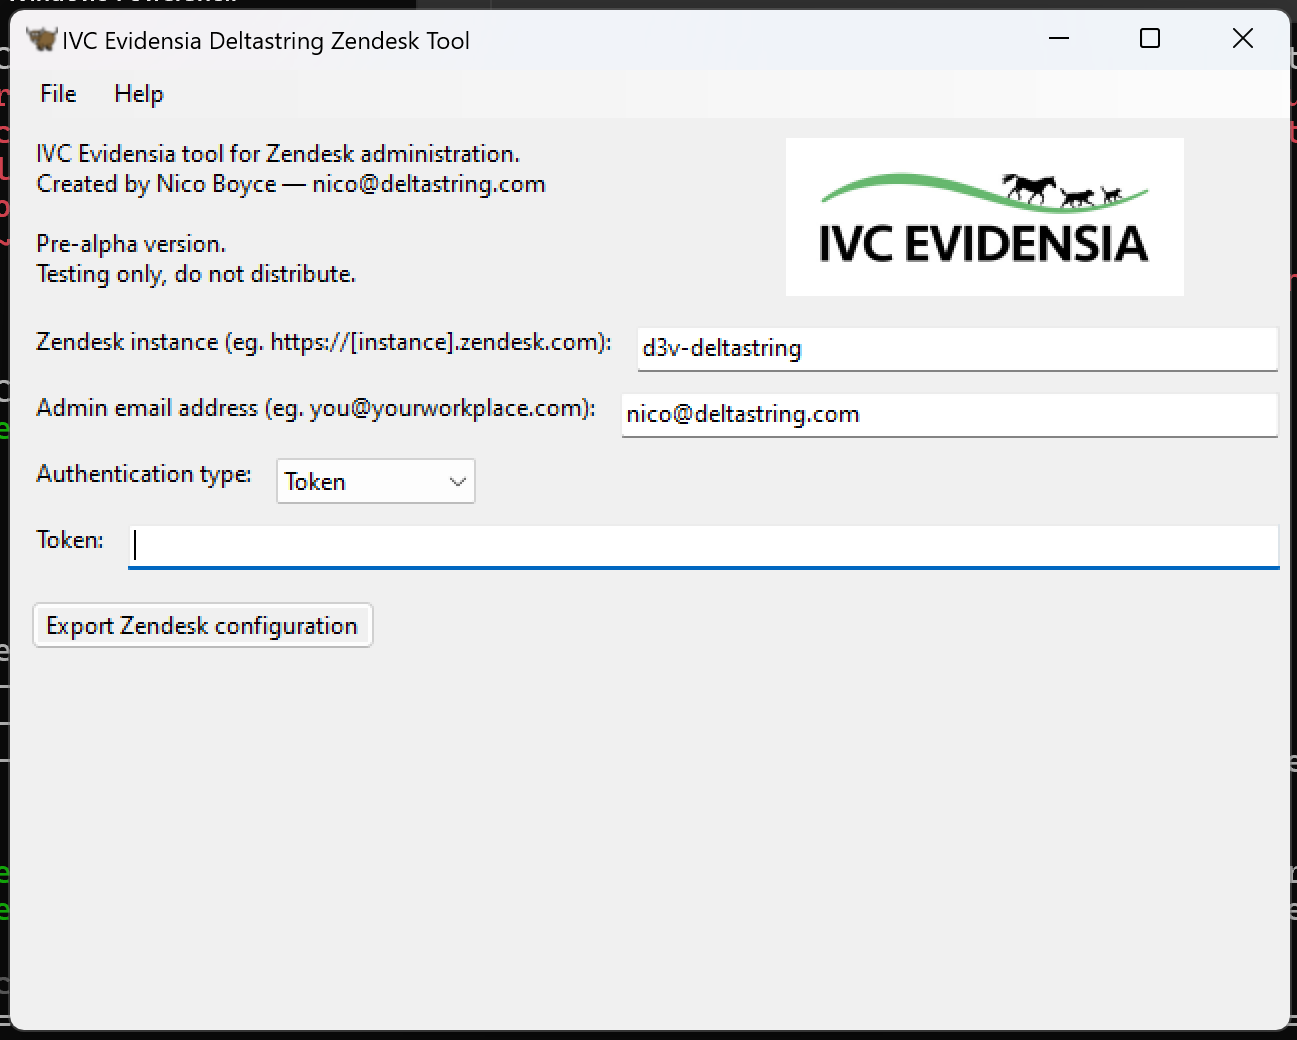 IVC Evidensia Deltastring Zendesk Tool
File Help
IVC Evidensia tool for Zendesk administration.
Created by Nico Boyce — nico@deltastring.com
Pre-alpha version.
Testing only, do not distribute.
IVC EVIDENSIA
Zendesk instance (eg. https://[instance].zendesk.com): d3v-deltastring
Admin email address (eg. you@yourworkplace.com): nico@deltastring.com
Authentication type: Token
Token:
Export Zendesk configuration